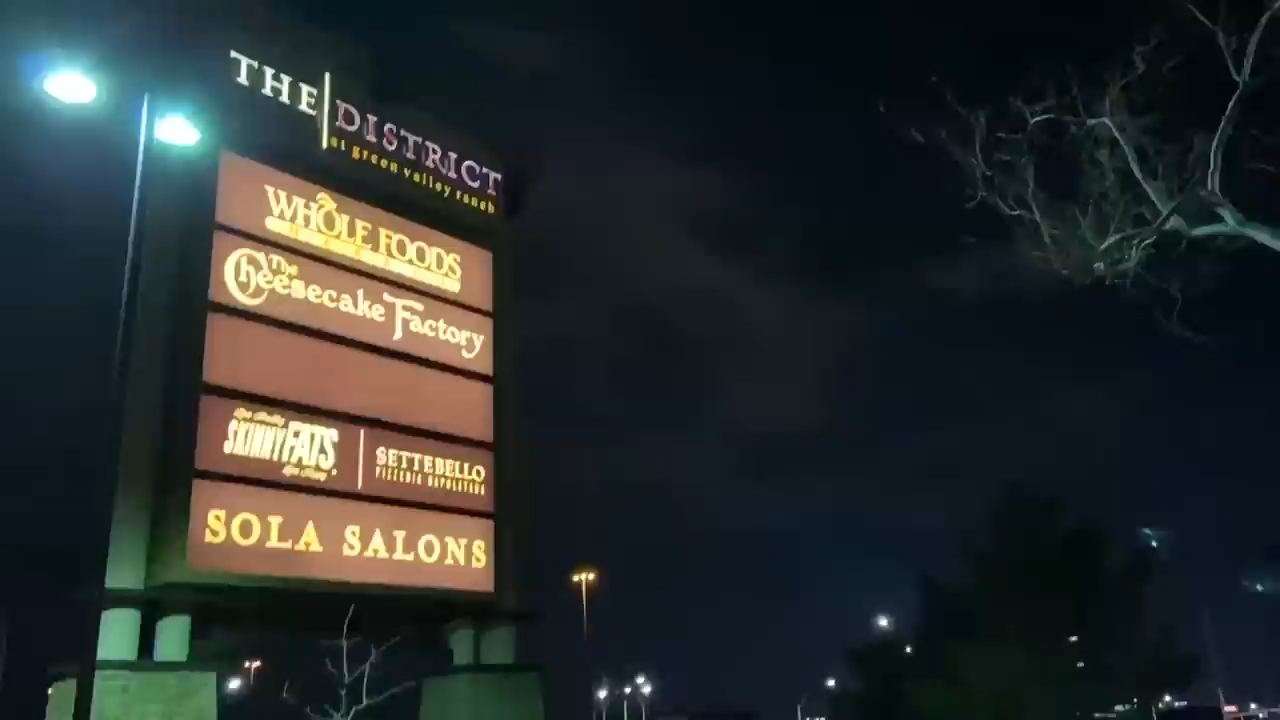 THE DISTRICT
at green valley ranch
WHOLE FOODS
The Cheesecake Factory
SKINNYFATS
SETTEBELLO
PIZZERIA NAPOLETANA
SOLA SALONS